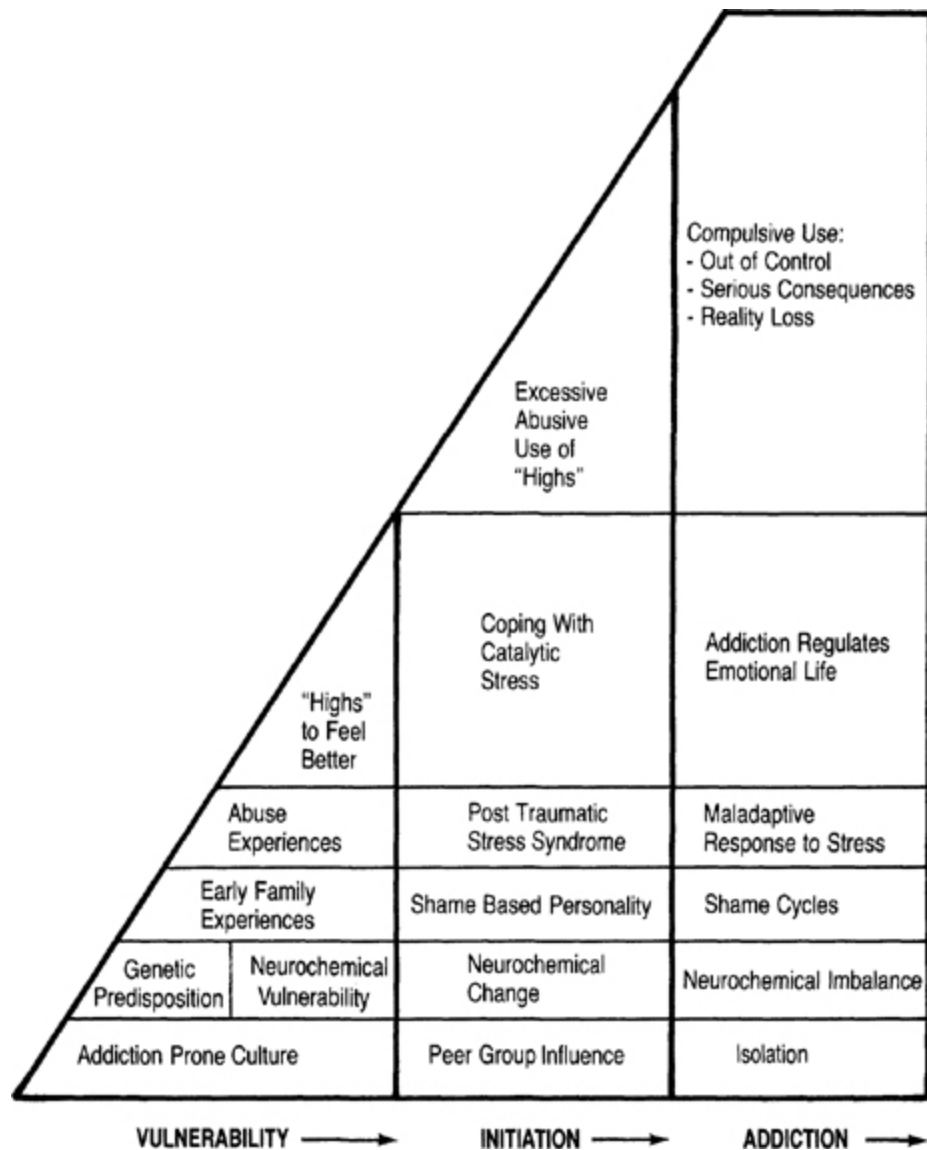 Compulsive Use:
- Out of Control
- Serious Consequences
- Reality Loss
Excessive
Abusive
Use of
“Highs”
Coping With
Catalytic
Stress
Addiction Regulates
Emotional Life
“Highs”
to Feel
Better
Abuse
Experiences
Post Traumatic
Stress Syndrome
Maladaptive
Response to Stress
Early Family
Experiences
Shame Based Personality
Shame Cycles
Genetic
Predisposition
Neurochemical
Vulnerability
Neurochemical
Change
Neurochemical Imbalance
Addiction Prone Culture
Peer Group Influence
Isolation
VULNERABILITY
INITIATION
ADDICTION